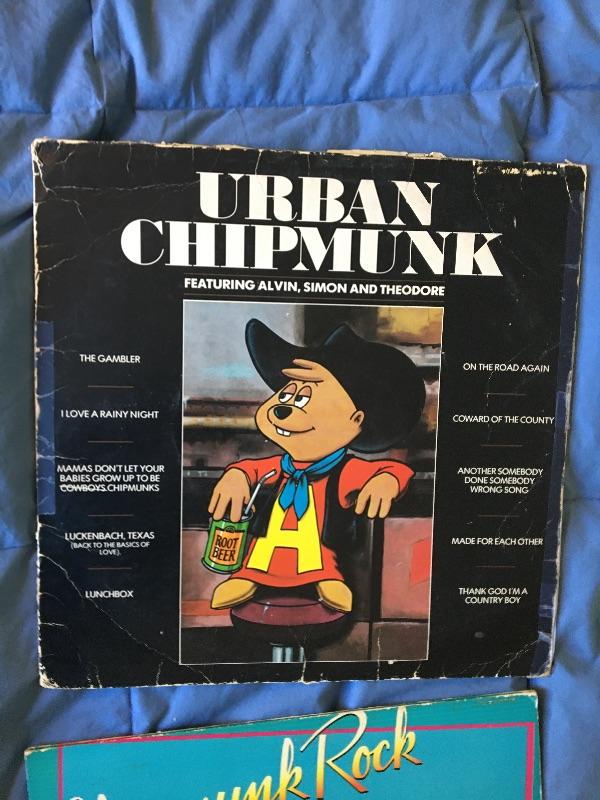 URBAN
CHIPMUNK
FEATURING ALVIN, SIMON AND THEODORE
THE GAMBLER
I LOVE A RAINY NIGHT
MAMAS DON'T LET YOUR
BABIES GROW UP TO BE
COWBOYS CHIPMUNKS
LUCKENBACH, TEXAS
(BACK TO THE BASICS OF
LOVE).
LUNCHBOX
ON THE ROAD AGAIN
COWARD OF THE COUNTY
ANOTHER SOMEBODY
DONE SOMEBODY
WRONG SONG
MADE FOR EACH OTHER
THANK GOD I'M A
COUNTRY BOY
A
ROOT
BEER
Rock